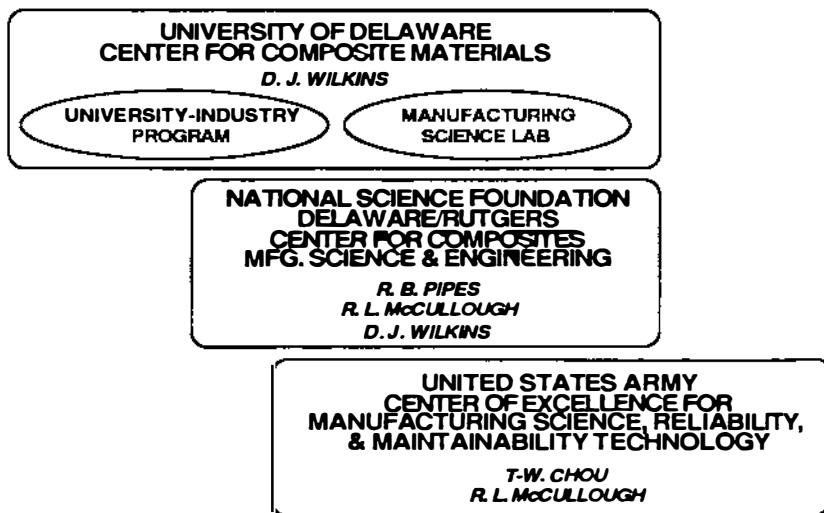 UNIVERSITY OF DELAWARE
CENTER FOR COMPOSITE MATERIALS
D. J. WILKINS
UNIVERSITY-INDUSTRY
PROGRAM
MANUFACTURING
SCIENCE LAB
NATIONAL SCIENCE FOUNDATION
DELAWARE/RUTGERS
CENTER FOR COMPOSITES
MFG. SCIENCE & ENGINEERING
R. B. PIPES
R. L. McCULLOUGH
D. J. WILKINS
UNITED STATES ARMY
CENTER OF EXCELLENCE FOR
MANUFACTURING SCIENCE, RELIABILITY,
& MAINTAINABILITY TECHNOLOGY
T-W. CHOU
R. L. McCULLOUGH